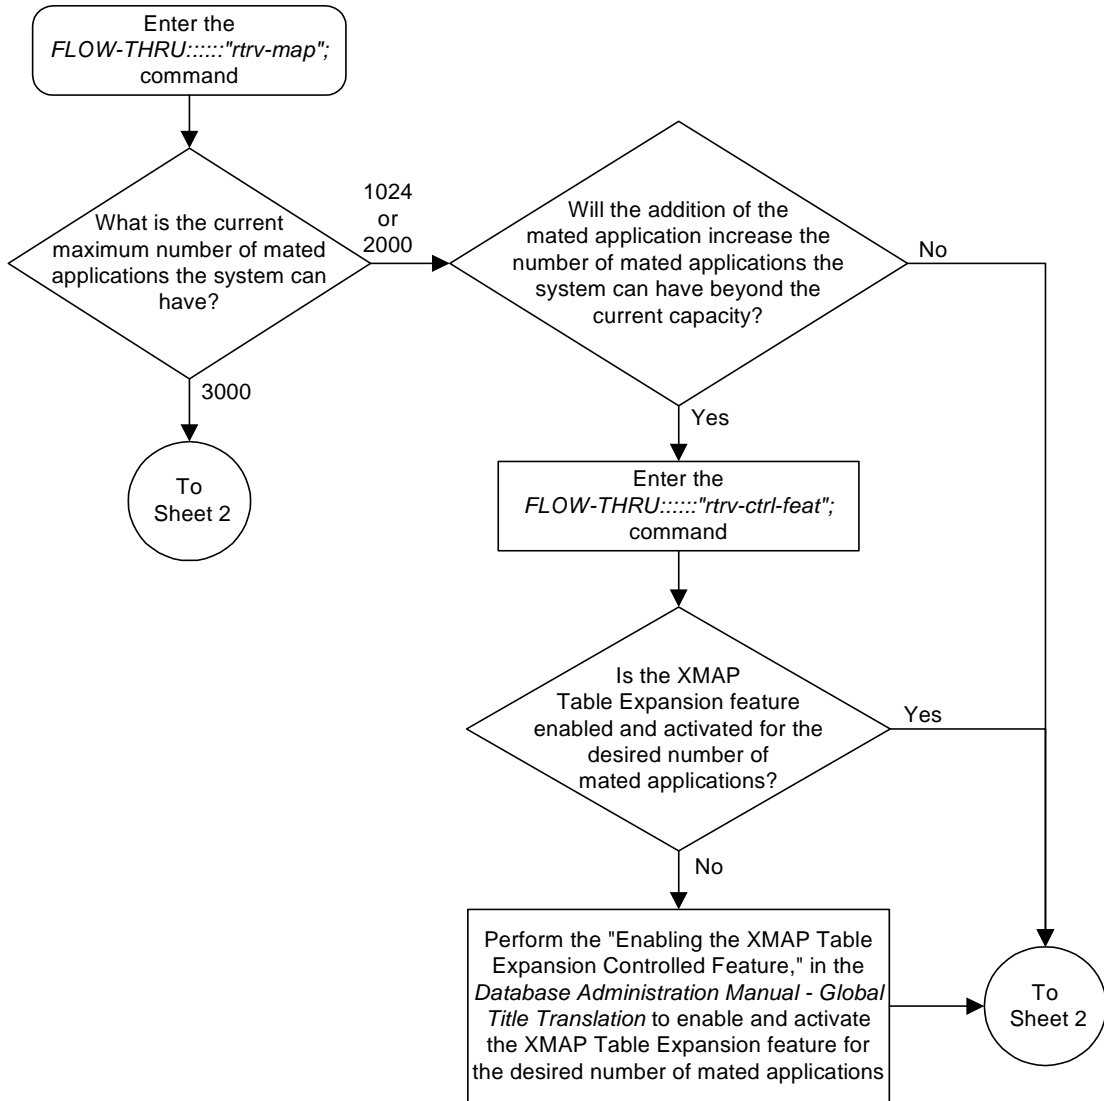 Enter the
FLOW-THRU::::::"rtrv-map";
command
What is the current
maximum number of mated
applications the system can
have?
1024
or
2000
3000
To
Sheet 2
Will the addition of the
mated application increase the
number of mated applications the
system can have beyond the
current capacity?
No
Yes
Enter the
FLOW-THRU::::::"rtrv-ctrl-feat";
command
Is the XMAP
Table Expansion feature
enabled and activated for the
desired number of
mated applications?
Yes
No
Perform the "Enabling the XMAP Table
Expansion Controlled Feature," in the
Database Administration Manual - Global
Title Translation to enable and activate
the XMAP Table Expansion feature for
the desired number of mated applications
To
Sheet 2